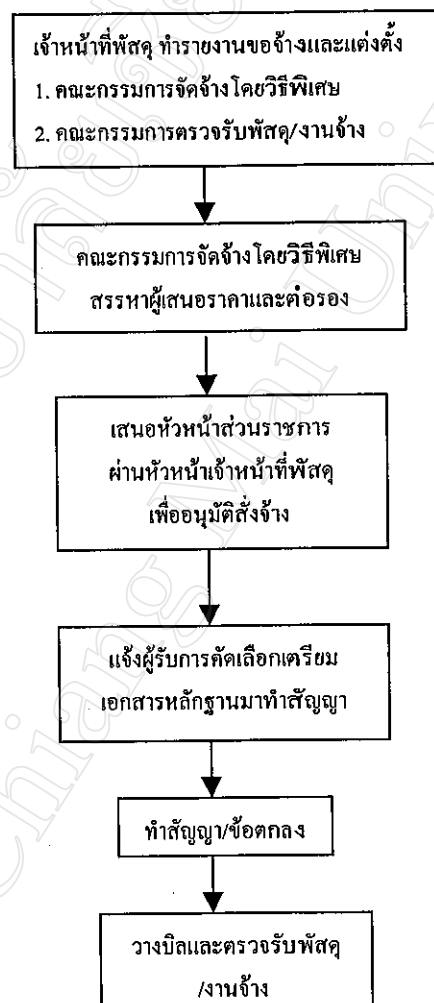 เจ้าหน้าที่พัสดุ ทำรายงานขอจ้างและแต่งตั้ง
1. คณะกรรมการจัดจ้างโดยวิธีพิเศษ
2. คณะกรรมการตรวจรับพัสดุ/งานจ้าง
คณะกรรมการจัดจ้างโดยวิธีพิเศษ
สรรหาผู้เสนอราคาและต่อรอง
เสนอหัวหน้าส่วนราชการ
ผ่านหัวหน้าเจ้าหน้าที่พัสดุ
เพื่ออนุมัติสั่งจ้าง
แจ้งผู้รับการคัดเลือกเตรียม
เอกสารหลักฐานมาทำสัญญา
ทำสัญญา/ข้อตกลง
วางบิลและตรวจรับพัสดุ
/งานจ้าง
Chiang Mai Uni